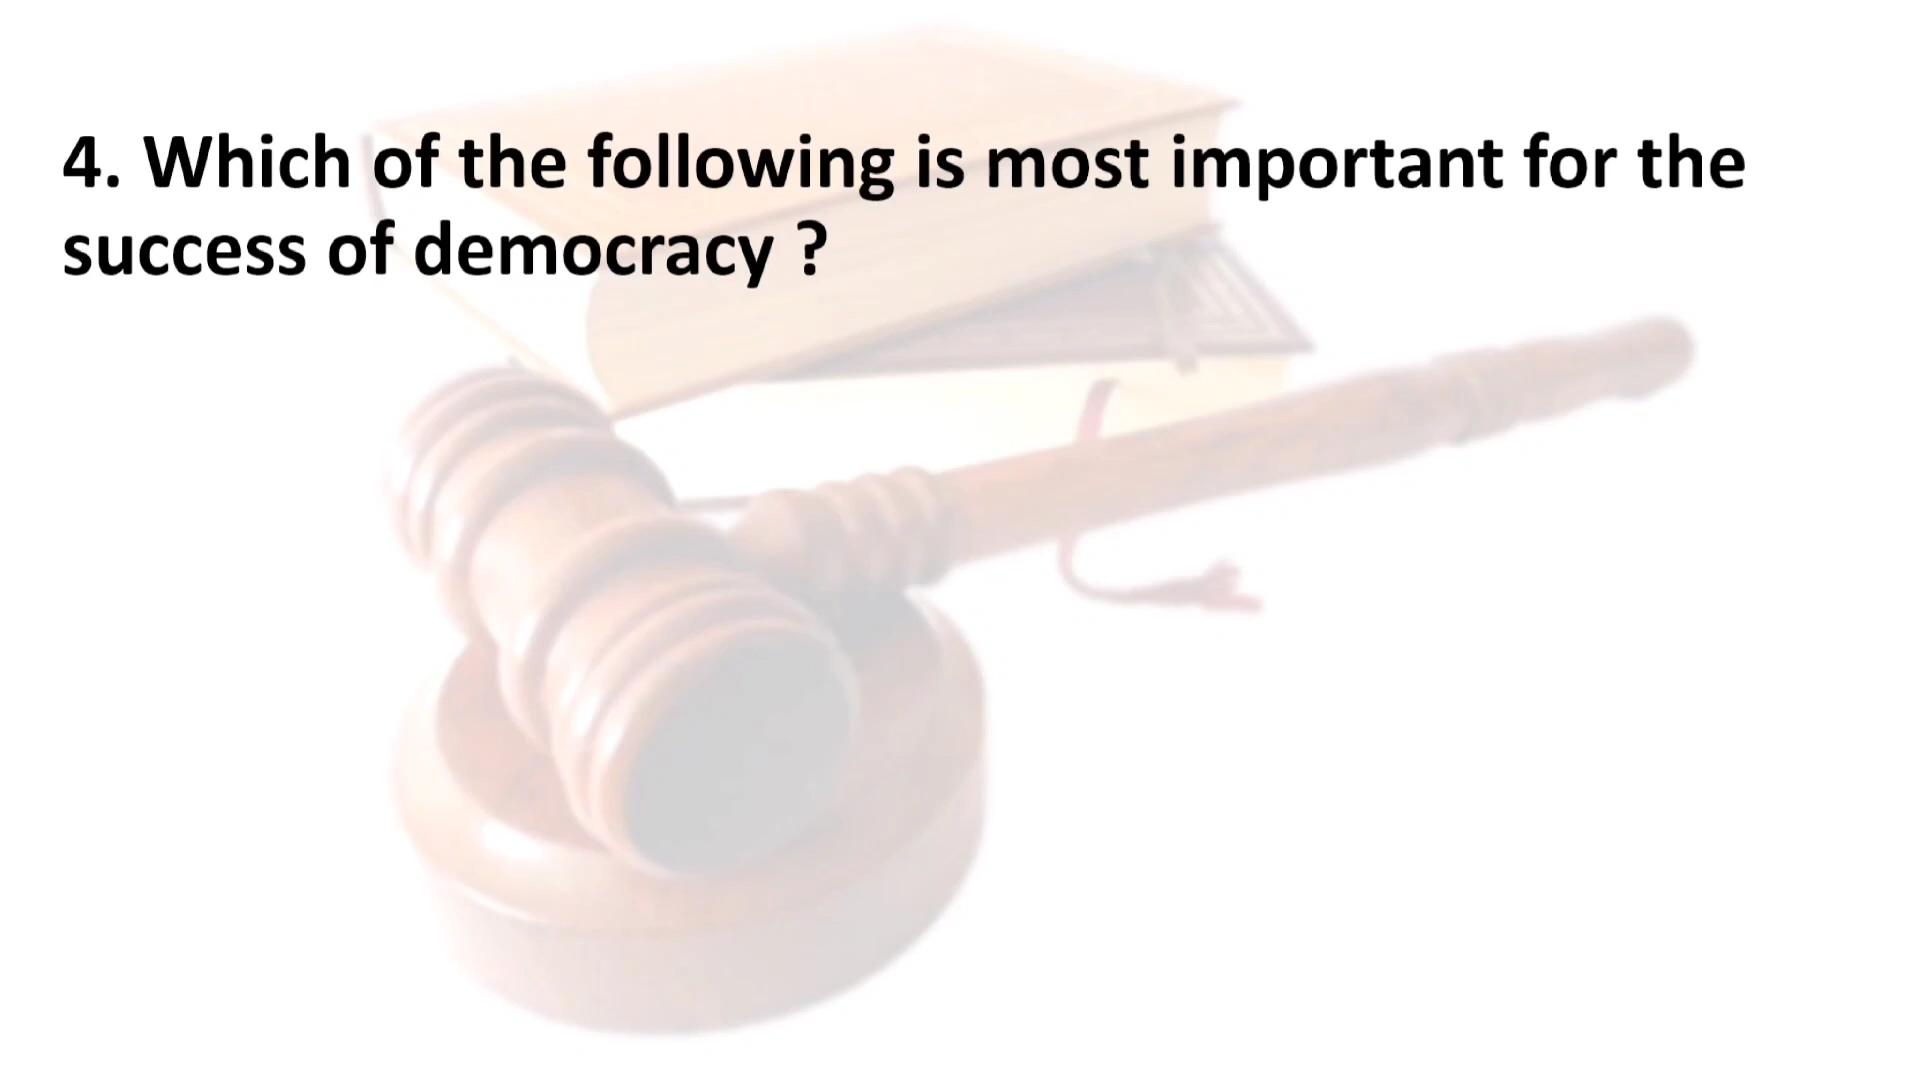 4. Which of the following is most important for the
success of democracy ?